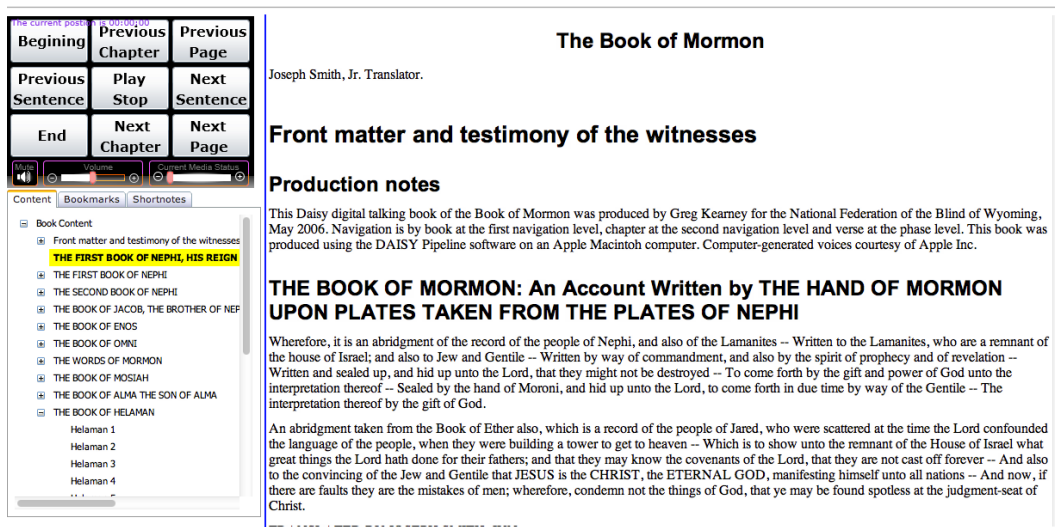 The current postion is 00:00:00
Begining
Previous Chapter
Previous Page
Previous Sentence
Play Stop
Next Sentence
End
Next Chapter
Next Page
Mute
Volume
Current Media Status
Content
Bookmarks
Shortnotes
Book Content
Front matter and testimony of the witnesses
THE FIRST BOOK OF NEPHI, HIS REIGN
THE FIRST BOOK OF NEPHI
THE SECOND BOOK OF NEPHI
THE BOOK OF JACOB, THE BROTHER OF NEP
THE BOOK OF ENOS
THE BOOK OF OMNI
THE WORDS OF MORMON
THE BOOK OF MOSIAH
THE BOOK OF ALMA THE SON OF ALMA
THE BOOK OF HELAMAN
Helaman 1
Helaman 2
Helaman 3
Helaman 4
The Book of Mormon
Joseph Smith, Jr. Translator.
Front matter and testimony of the witnesses
Production notes
This Daisy digital talking book of the Book of Mormon was produced by Greg Kearney for the National Federation of the Blind of Wyoming,
May 2006. Navigation is by book at the first navigation level, chapter at the second navigation level and verse at the phase level. This book was
produced using the DAISY Pipeline software on an Apple Macintoh computer. Computer-generated voices courtesy of Apple Inc.
THE BOOK OF MORMON: An Account Written by THE HAND OF MORMON
UPON PLATES TAKEN FROM THE PLATES OF NEPHI
Wherefore, it is an abridgment of the record of the people of Nephi, and also of the Lamanites -- Written to the Lamanites, who are a remnant of
the house of Israel; and also to Jew and Gentile -- Written by way of commandment, and also by the spirit of prophecy and of revelation --
Written and sealed up, and hid up unto the Lord, that they might not be destroyed -- To come forth by the gift and power of God unto the
interpretation thereof -- Sealed by the hand of Moroni, and hid up unto the Lord, to come forth in due time by way of the Gentile -- The
interpretation thereof by the gift of God.
An abridgment taken from the Book of Ether also, which is a record of the people of Jared, who were scattered at the time the Lord confounded
the language of the people, when they were building a tower to get to heaven -- Which is to show unto the remnant of the House of Israel what
great things the Lord hath done for their fathers; and that they may know the covenants of the Lord, that they are not cast off forever -- And also
to the convincing of the Jew and Gentile that JESUS is the CHRIST, the ETERNAL GOD, manifesting himself unto all nations -- And now, if
there are faults they are the mistakes of men; wherefore, condemn not the things of God, that ye may be found spotless at the judgment-seat of
Christ.